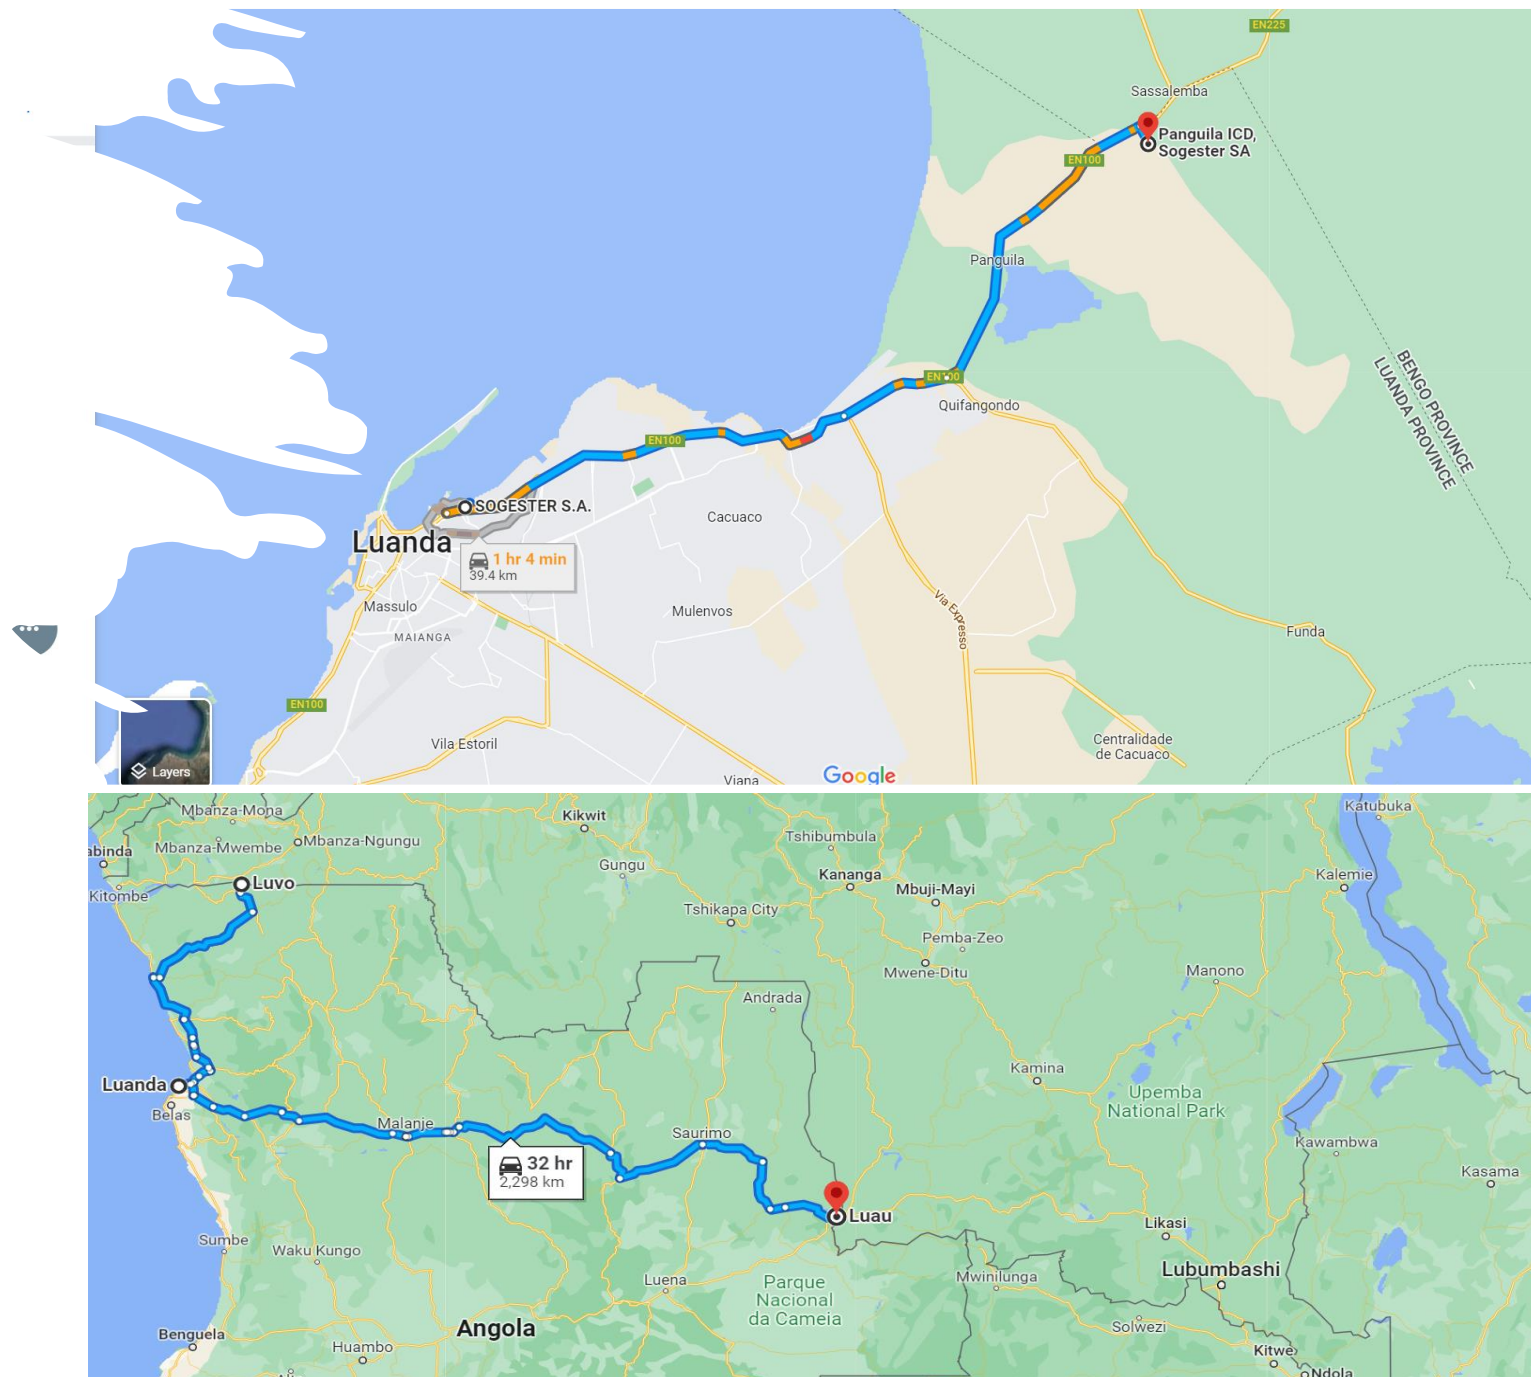 EN225
Sassalemba
Panguila ICD,
Sogester SA
EN100
Panguila
BENGO PROVINCE
LUANDA PROVINCE
EN100
Quifangondo
EN100
SOGESTER S.A.
Cacuaco
Luanda
1 hr 4 min
39.4 km
Massulo
Mulenvos
Via Expresso
MAIANGA
Funda
EN100
Vila Estoril
Centralidade
de Cacuaco
Layers
Viana
Google
Mbanza-Mona
Kikwit
Katubuka
Mbanza-Ngungu
Tshibumbula
Mbanza-Mwembe
abinda
Gungu
Kananga
Kalemie
Luvo
Mbuji-Mayi
Kitombe
Tshikapa City
Pemba-Zeo
Mwene-Ditu
Manono
Andrada
Kamina
Luanda
Upemba
National Park
Belas
Malanje
Saurimo
Kawambwa
32 hr
2,298 km
Kasama
Luau
Likasi
Sumbe
Waku Kungo
Lubumbashi
Luena
Mwinilunga
Parque
Nacional
da Cameia
Angola
Solwezi
Benguela
Huambo
Kitwe
Ndola